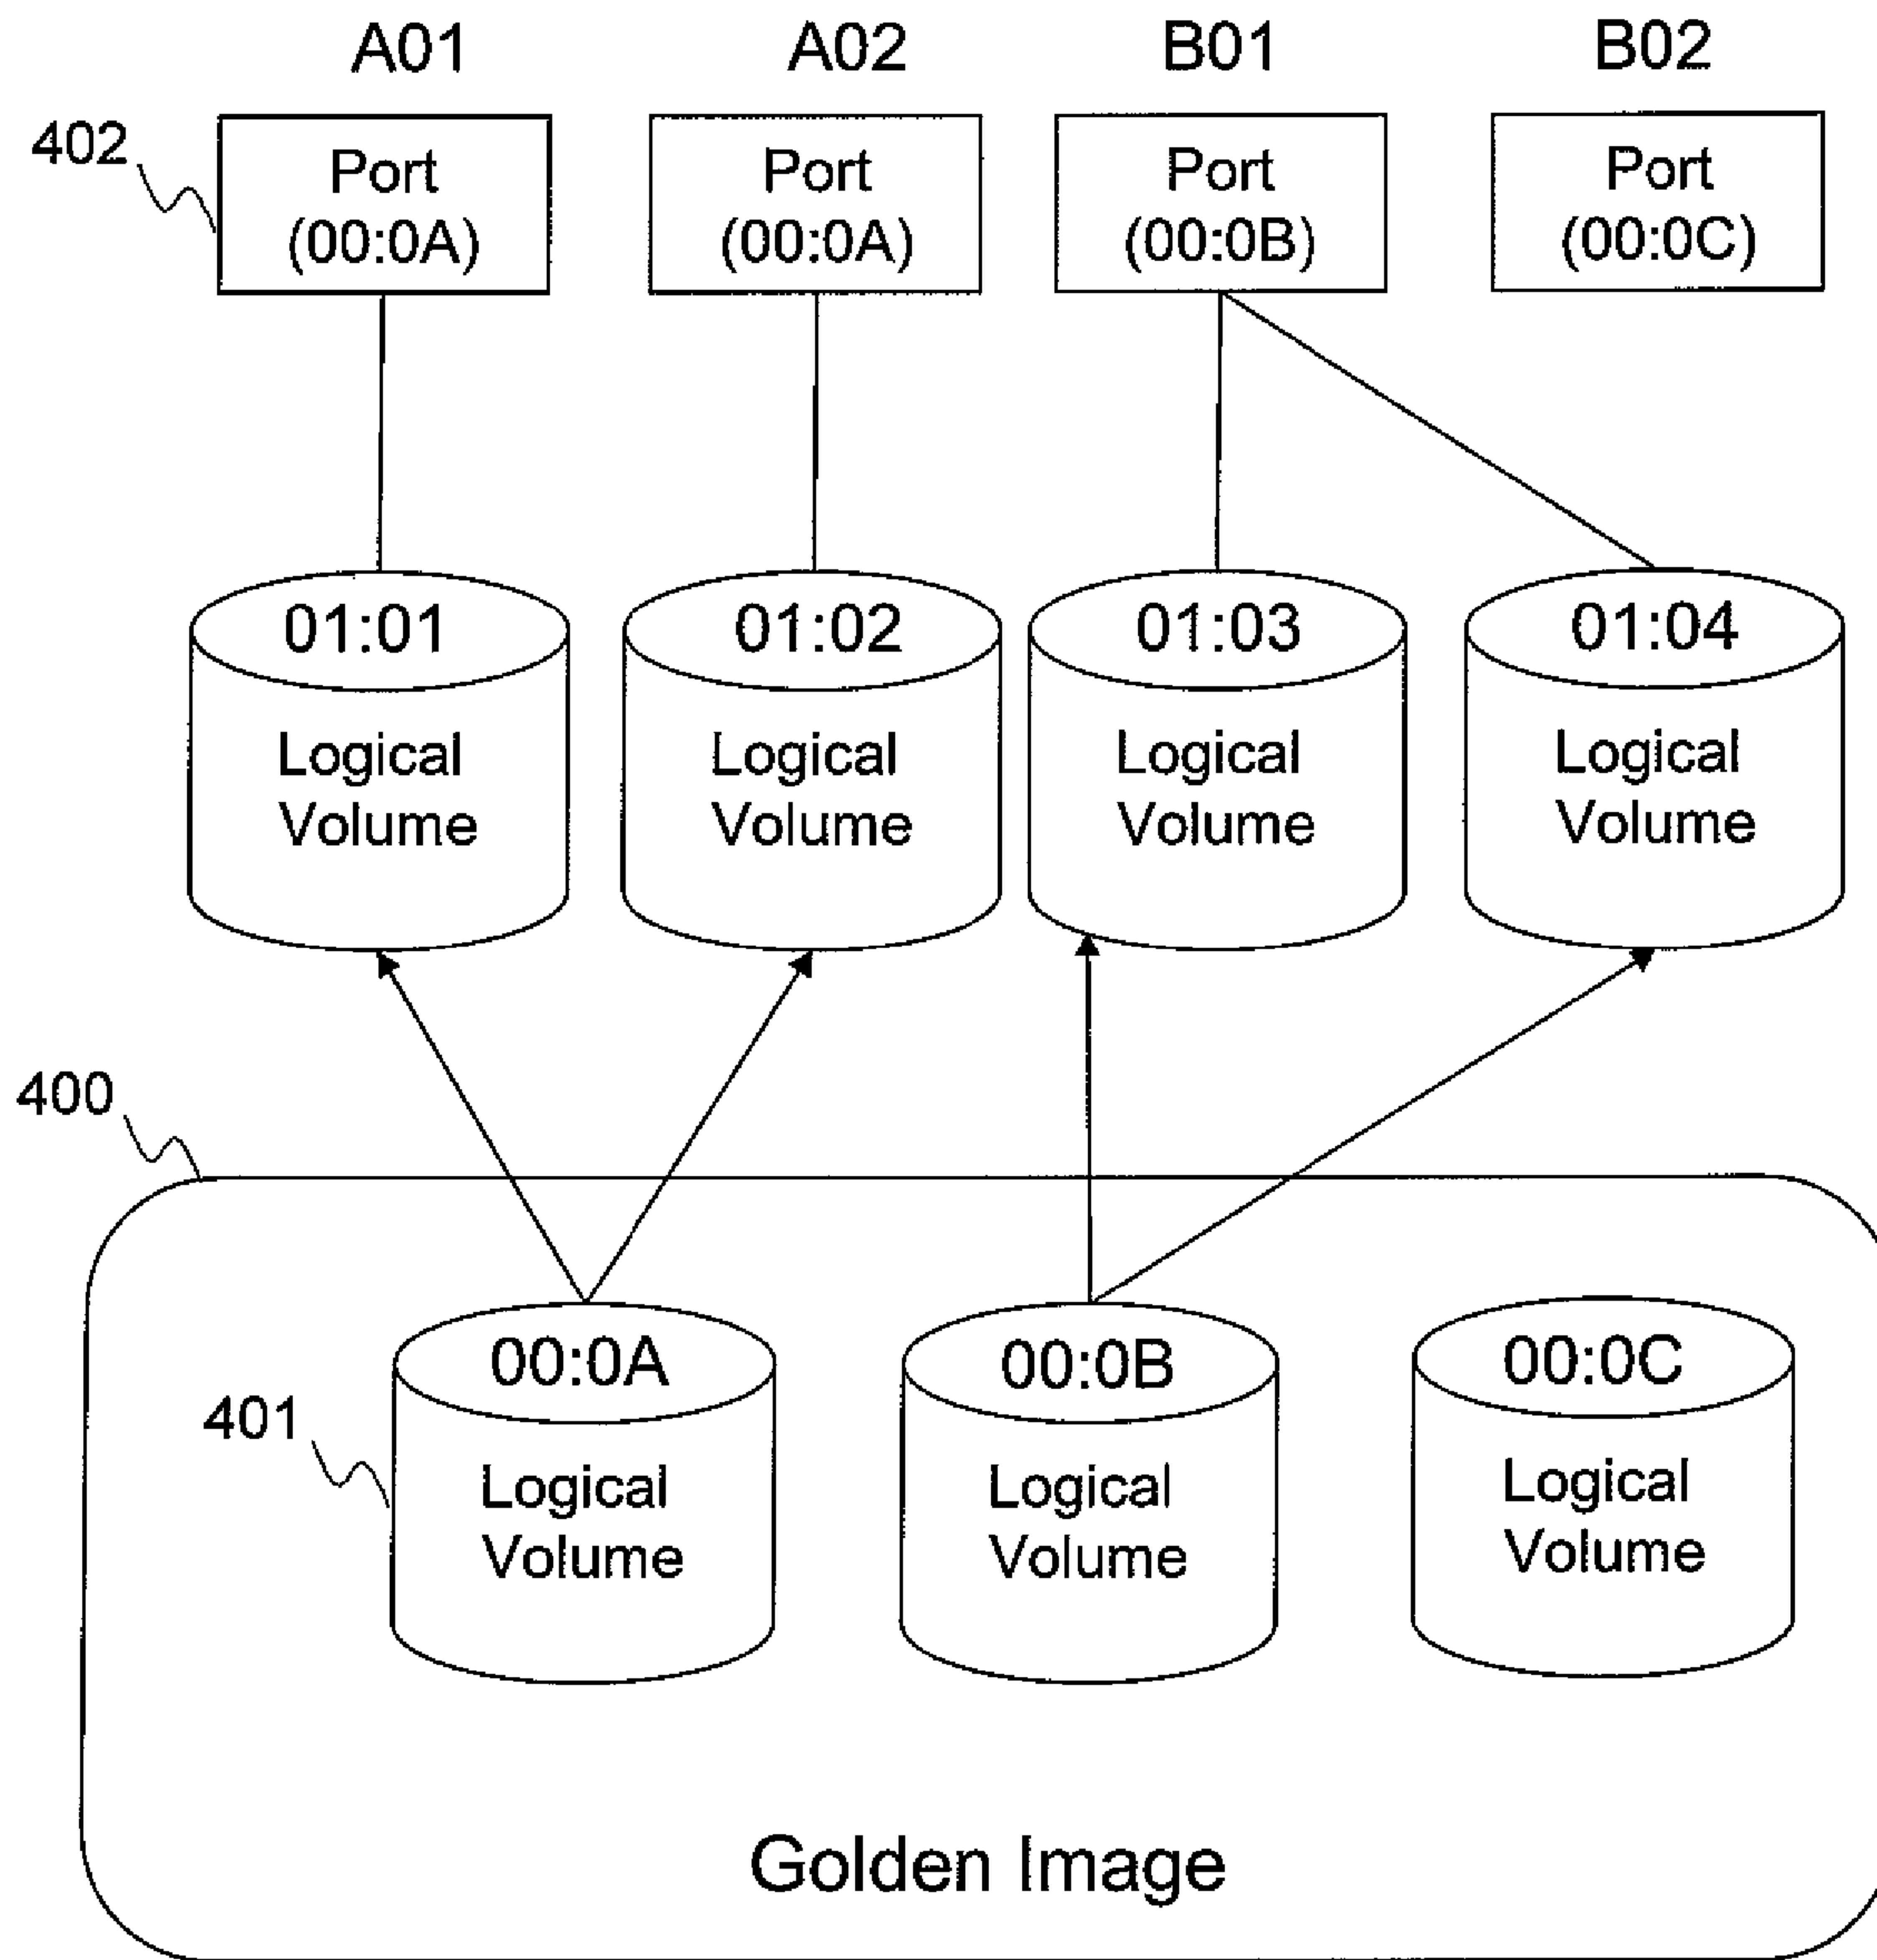 A01 A02 B01 B02
402
Port Port Port Port
(00:0A) (00:0A) (00:0B) (00:0C)
01:01 01:02 01:03 01:04
Logical Logical Logical Logical
Volume Volume Volume Volume
400
00:0A 00:0B 00:0C
401
Logical Logical Logical
Volume Volume Volume
Golden Image